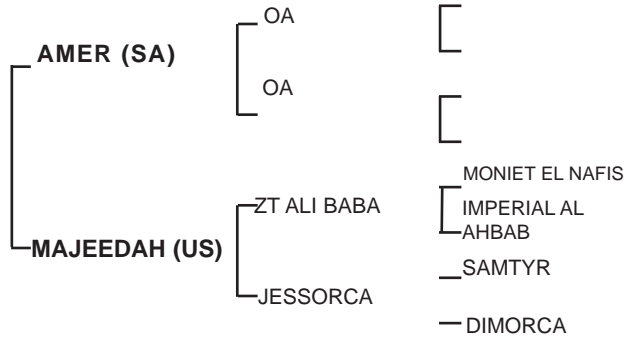 OA
AMER (SA)
OA
MONIET EL NAFIS
ZT ALI BABA
IMPERIAL AL
AHBAB
MAJEEDAH (US)
SAMTYR
JESSORCA
DIMORCA